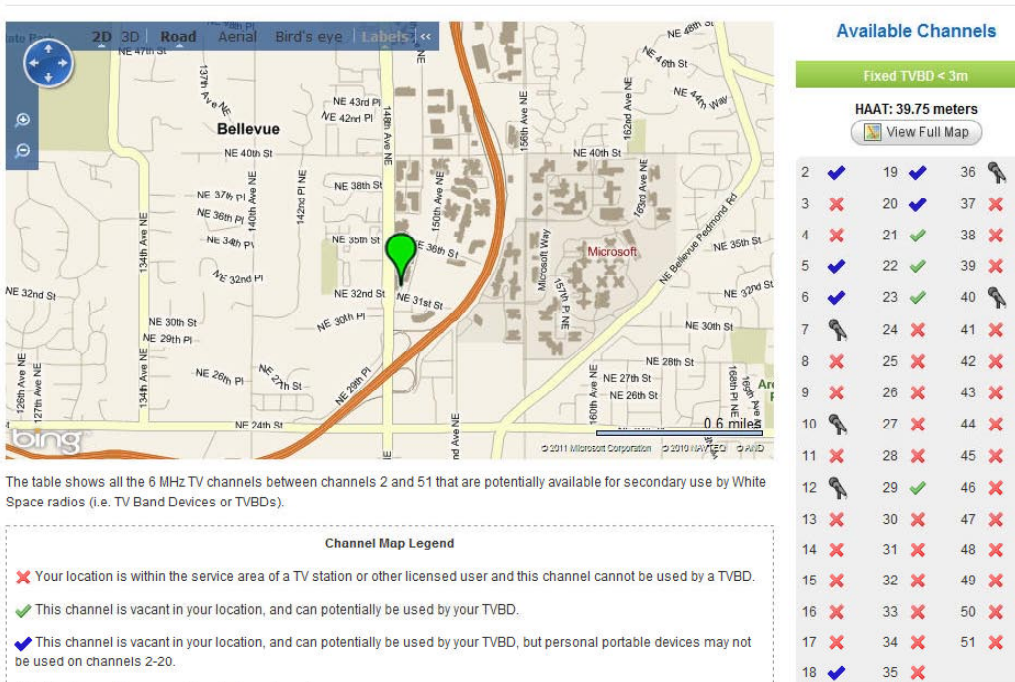 2D 3D Road Aerial Bird's eye Labels «
NE 47th St
NE 48th St
NE 46th St
137th Ave NE
NE 43rd Pl
NE 42nd Pl
148th Ave NE
156th Ave NE
162nd Ave NE
NE 44th Way
Bellevue
NE 40th St
NE 40th St
NE 38th St
NE 37th Pl
140th Ave NE
142nd Pl NE
150th Ave NE
163rd Ave NE
NE 36th Pl
134th Ave NE
NE 34th Pl
NE 35th St
NE 36th St
Microsoft Way
Microsoft
NE Bellevue Redmond Rd
NE 35th St
NE 32nd Pl
157th Pl NE
NE 32nd St
NE 32nd St
NE 31st St
NE 32nd St
NE 30th St
NE 30th Pl
NE 30th St
NE 29th Pl
NE 28th St
126th Ave NE
127th Ave NE
134th Ave NE
NE 26th Pl
NE 27th St
NE 29th Pl
160th Ave NE
NE 27th St
NE 26th St
168th Pl NE
NE 24th St
0.6 miles
bing
© 2011 Microsoft Corporation © 2010 NAVTEQ © AND
The table shows all the 6 MHz TV channels between channels 2 and 51 that are potentially available for secondary use by White
Space radios (i.e. TV Band Devices or TVBDs).
Channel Map Legend
Your location is within the service area of a TV station or other licensed user and this channel cannot be used by a TVBD.
This channel is vacant in your location, and can potentially be used by your TVBD.
This channel is vacant in your location, and can potentially be used by your TVBD, but personal portable devices may not
be used on channels 2-20.
Available Channels
Fixed TVBD < 3m
HAAT: 39.75 meters
View Full Map
2 19 36
3 20 37
4 21 38
5 22 39
6 23 40
7 24 41
8 25 42
9 26 43
10 27 44
11 28 45
12 29 46
13 30 47
14 31 48
15 32 49
16 33 50
17 34 51
18 35